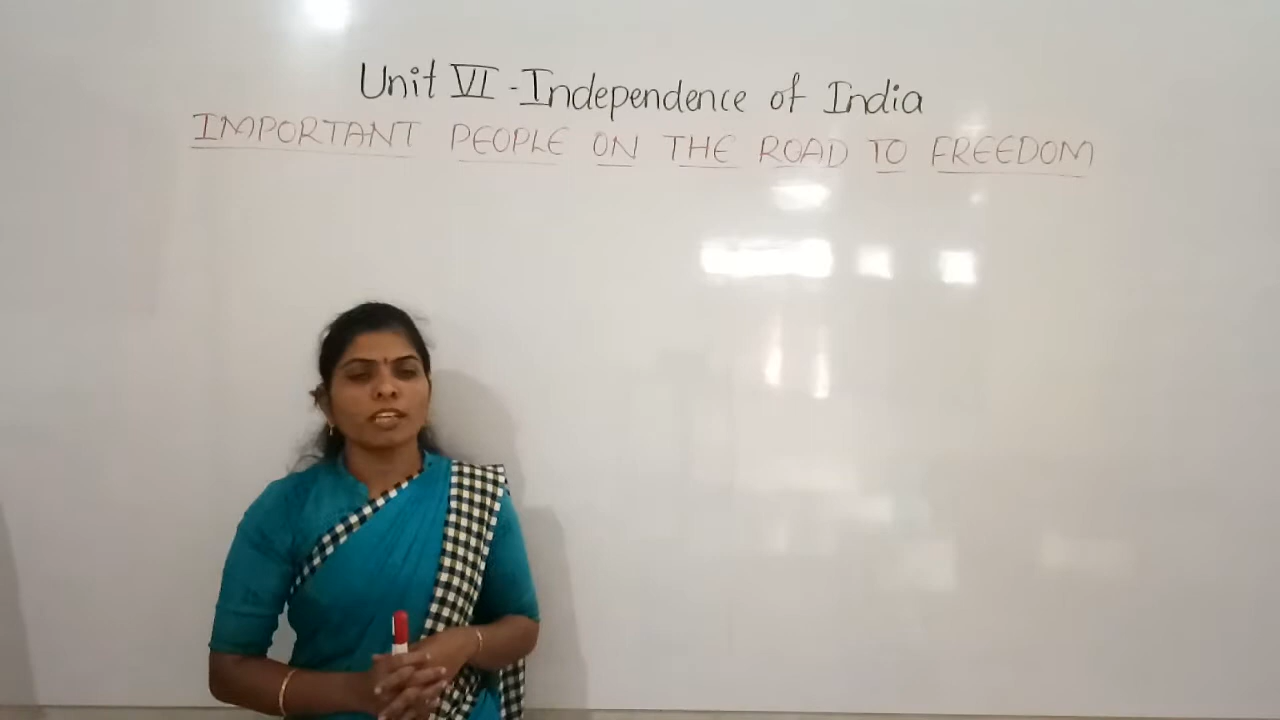 Unit VI - Independence of India
IMPORTANT PEOPLE ON THE ROAD TO FREEDOM